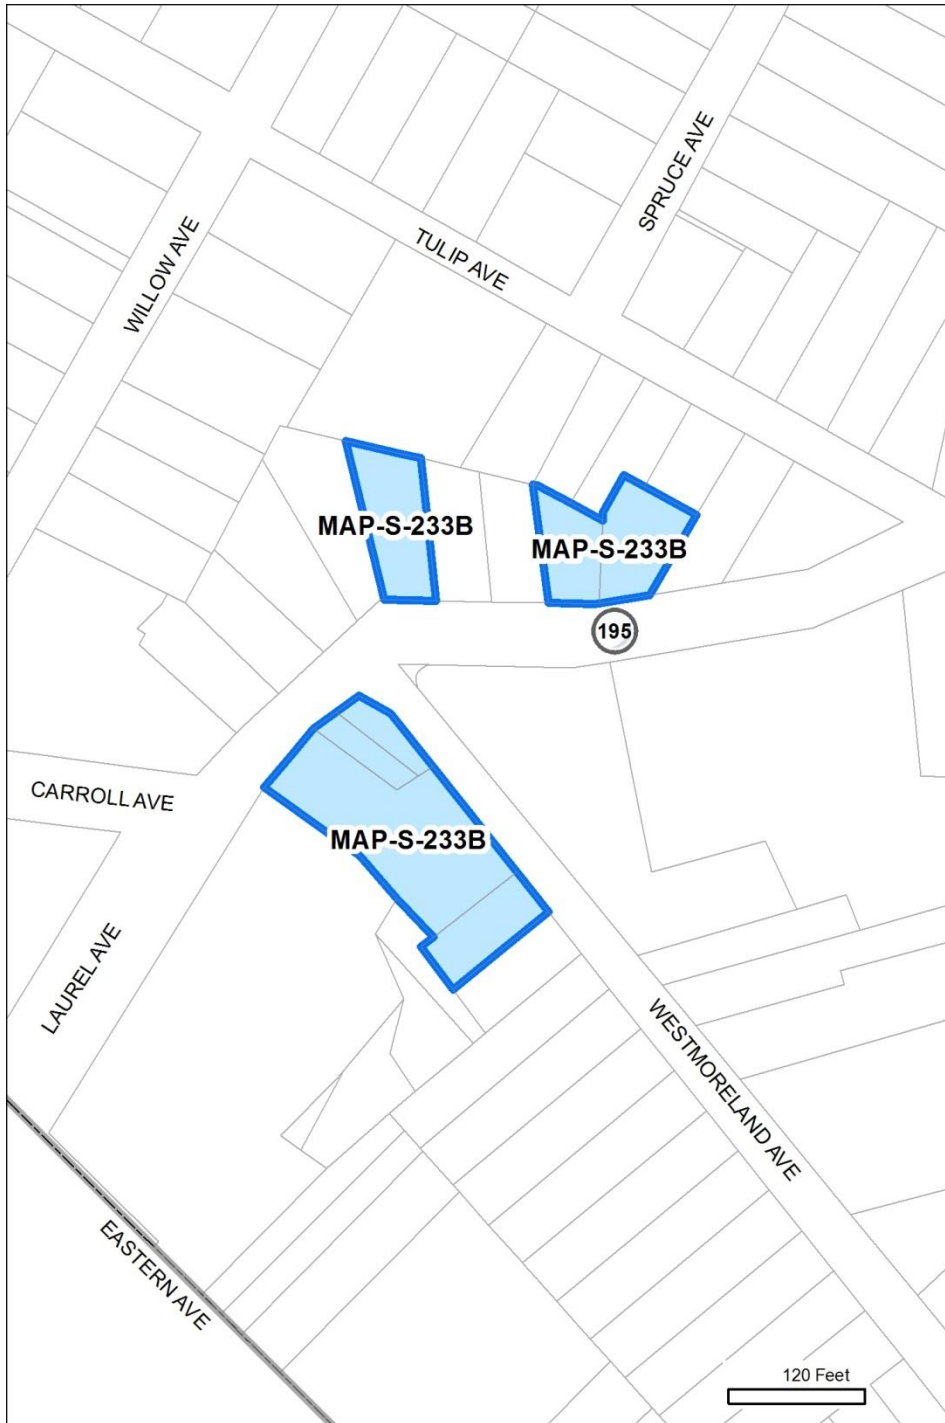 SPRUCE AVE
WILLOW AVE
TULIP AVE
MAP-S-233B
MAP-S-233B
195
CARROLL AVE
MAP-S-233B
LAUREL AVE
WESTMORELAND AVE
EASTERN AVE
120 Feet